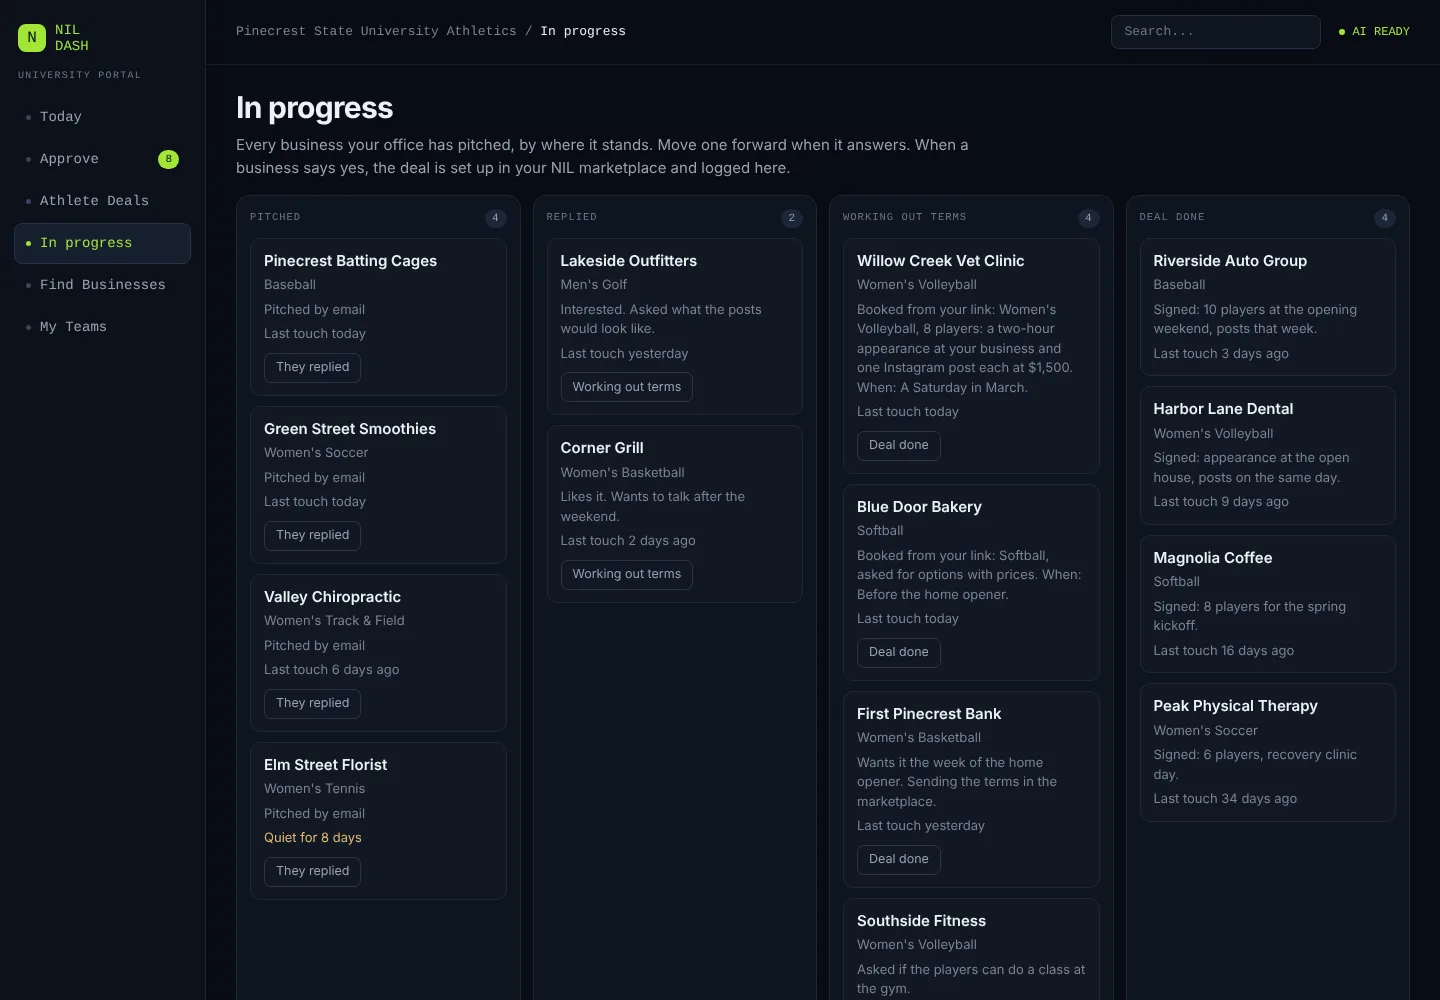 N
NIL
DASH
UNIVERSITY PORTAL
Today
Approve
8
Athlete Deals
In progress
Find Businesses
My Teams
Pinecrest State University Athletics / In progress
Search...
AI READY
In progress
Every business your office has pitched, by where it stands. Move one forward when it answers. When a
business says yes, the deal is set up in your NIL marketplace and logged here.
PITCHED
4
Pinecrest Batting Cages
Baseball
Pitched by email
Last touch today
They replied
Green Street Smoothies
Women's Soccer
Pitched by email
Last touch today
They replied
Valley Chiropractic
Women's Track & Field
Pitched by email
Last touch 6 days ago
They replied
Elm Street Florist
Women's Tennis
Pitched by email
Quiet for 8 days
They replied
REPLIED
2
Lakeside Outfitters
Men's Golf
Interested. Asked what the posts
would look like.
Last touch yesterday
Working out terms
Corner Grill
Women's Basketball
Likes it. Wants to talk after the
weekend.
Last touch 2 days ago
Working out terms
WORKING OUT TERMS
4
Willow Creek Vet Clinic
Women's Volleyball
Booked from your link: Women's
Volleyball, 8 players: a two-hour
appearance at your business and
one Instagram post each at $1,500.
When: A Saturday in March.
Last touch today
Deal done
Blue Door Bakery
Softball
Booked from your link: Softball,
asked for options with prices. When:
Before the home opener.
Last touch today
Deal done
First Pinecrest Bank
Women's Basketball
Wants it the week of the home
opener. Sending the terms in the
marketplace.
Last touch yesterday
Deal done
Southside Fitness
Women's Volleyball
Asked if the players can do a class at
the gym.
DEAL DONE
4
Riverside Auto Group
Baseball
Signed: 10 players at the opening
weekend, posts that week.
Last touch 3 days ago
Harbor Lane Dental
Women's Volleyball
Signed: appearance at the open
house, posts on the same day.
Last touch 9 days ago
Magnolia Coffee
Softball
Signed: 8 players for the spring
kickoff.
Last touch 16 days ago
Peak Physical Therapy
Women's Soccer
Signed: 6 players, recovery clinic
day.
Last touch 34 days ago